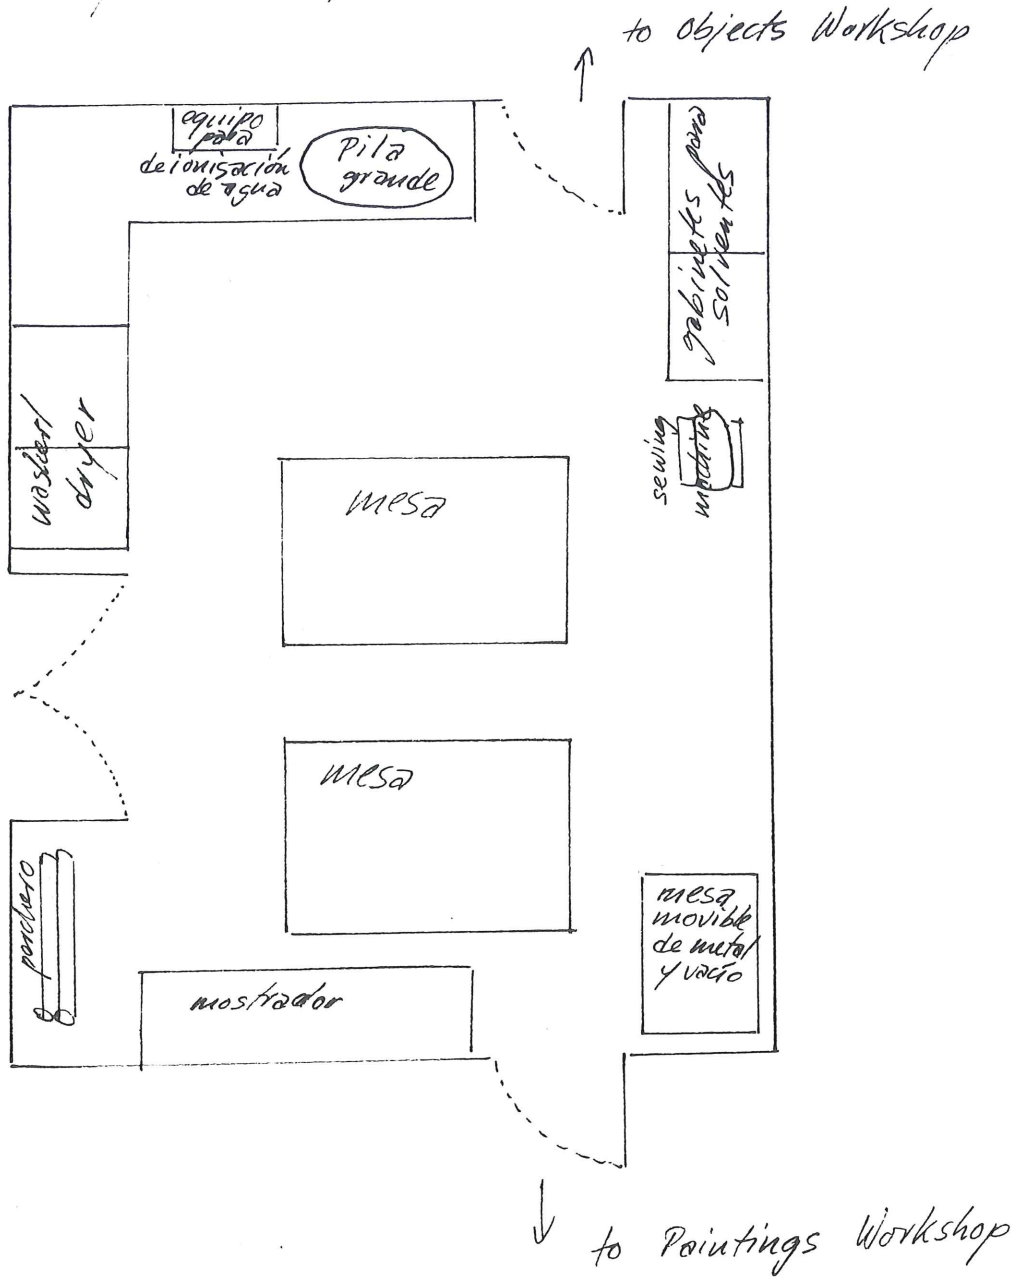 to Objects Workshop
equipo
para
deionisación
de agua
Pila
grande
gabinetes para
solventes
washer/
dryer
sewing
machine
mesa
mesa
perchero
mostrador
mesa
movible
de metal
y vacío
to Paintings Workshop